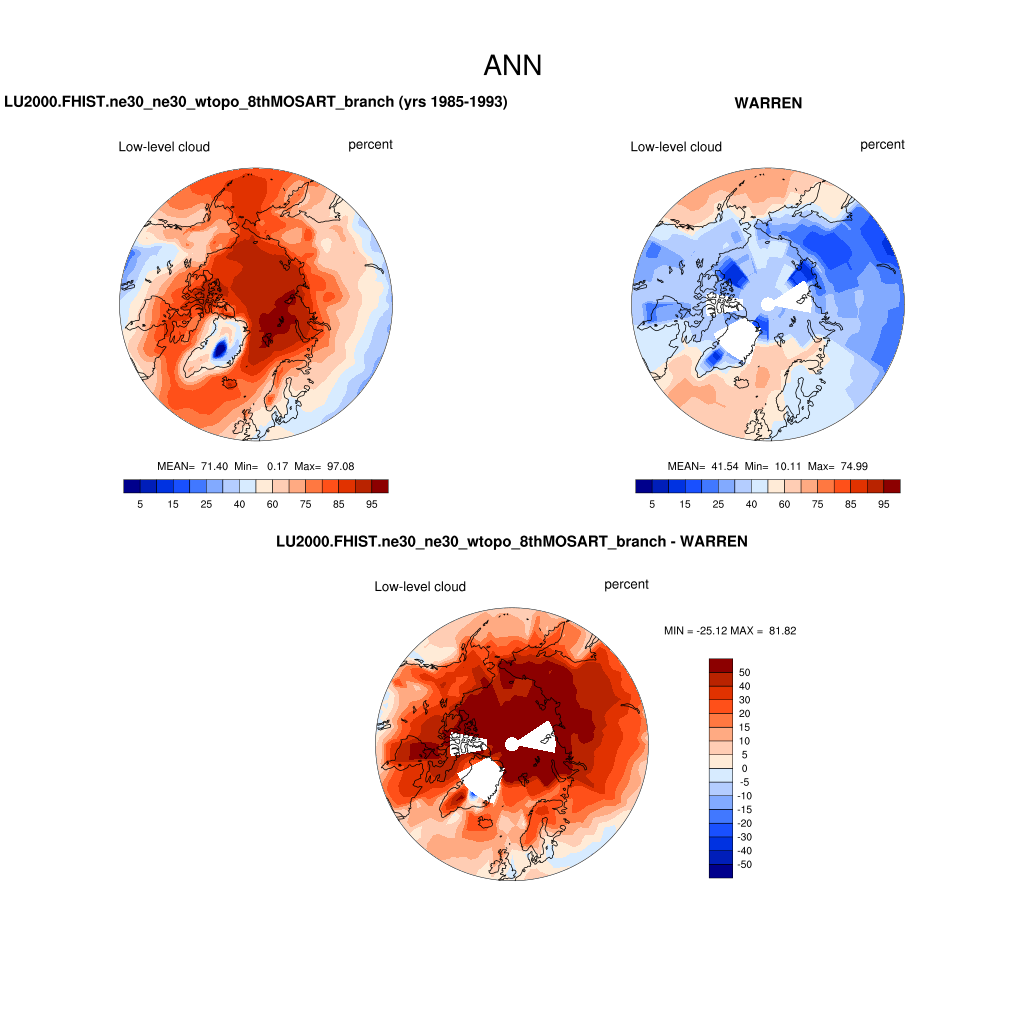 ANN
LU2000.FHIST.ne30_ne30_wtopo_8thMOSART_branch (yrs 1985-1993)
WARREN
Low-level cloud percent
Low-level cloud percent
MEAN= 71.40 Min= 0.17 Max= 97.08
MEAN= 41.54 Min= 10.11 Max= 74.99
5 15 25 40 60 75 85 95
5 15 25 40 60 75 85 95
LU2000.FHIST.ne30_ne30_wtopo_8thMOSART_branch - WARREN
Low-level cloud percent
MIN = -25.12 MAX = 81.82
50
40
30
20
15
10
5
0
-5
-10
-15
-20
-30
-40
-50